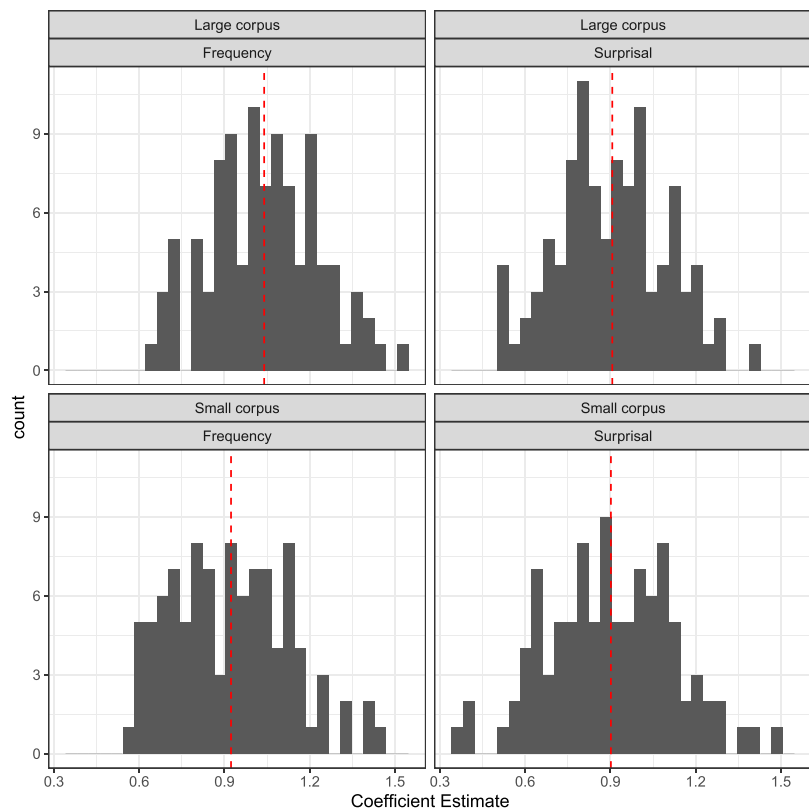 Large corpus
Frequency
Large corpus
Surprisal
9
6
3
0
Small corpus
Frequency
Small corpus
Surprisal
9
6
3
0
count
0.3 0.6 0.9 1.2 1.5
0.3 0.6 0.9 1.2 1.5
Coefficient Estimate